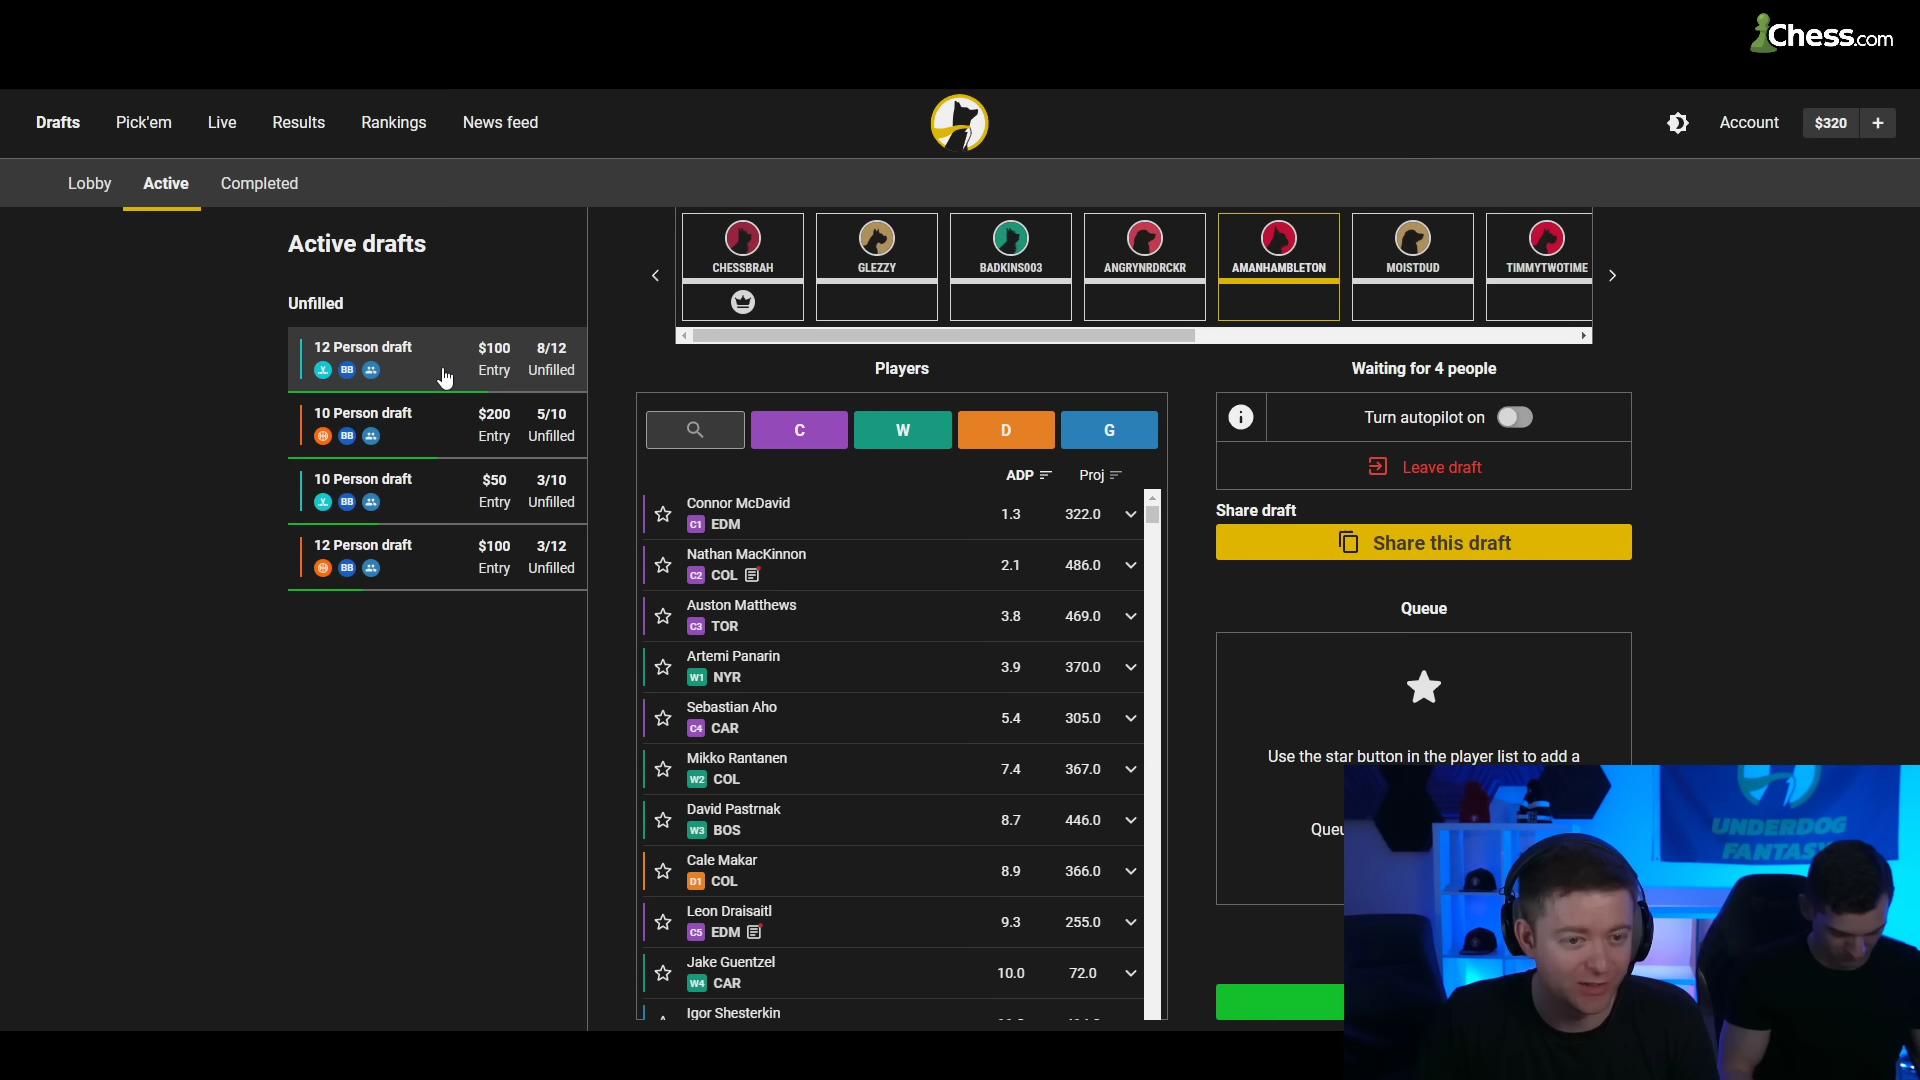 Chess.com
Drafts
Pick'em
Live
Results
Rankings
News feed
Account
$320
+
Lobby
Active
Completed
Active drafts
Unfilled
12 Person draft
$100
8/12
BB
Entry
Unfilled
10 Person draft
$200
5/10
BB
Entry
Unfilled
10 Person draft
$50
3/10
BB
Entry
Unfilled
12 Person draft
$100
3/12
BB
Entry
Unfilled
CHESSBRAH
GLEZZY
BADKINS003
ANGRYNRDRCKR
AMANHAMBLETON
MOISTDUD
TIMMYTWOTIME
Players
C
W
D
G
ADP
Proj
Connor McDavid
C1 EDM
1.3
322.0
Nathan MacKinnon
C2 COL
2.1
486.0
Auston Matthews
C3 TOR
3.8
469.0
Artemi Panarin
W1 NYR
3.9
370.0
Sebastian Aho
C4 CAR
5.4
305.0
Mikko Rantanen
W2 COL
7.4
367.0
David Pastrnak
W3 BOS
8.7
446.0
Cale Makar
D1 COL
8.9
366.0
Leon Draisaitl
C5 EDM
9.3
255.0
Jake Guentzel
W4 CAR
10.0
72.0
Igor Shesterkin
Waiting for 4 people
Turn autopilot on
Leave draft
Share draft
Share this draft
Queue
Use the star button in the player list to add a
UNDERDOG
FANTASY